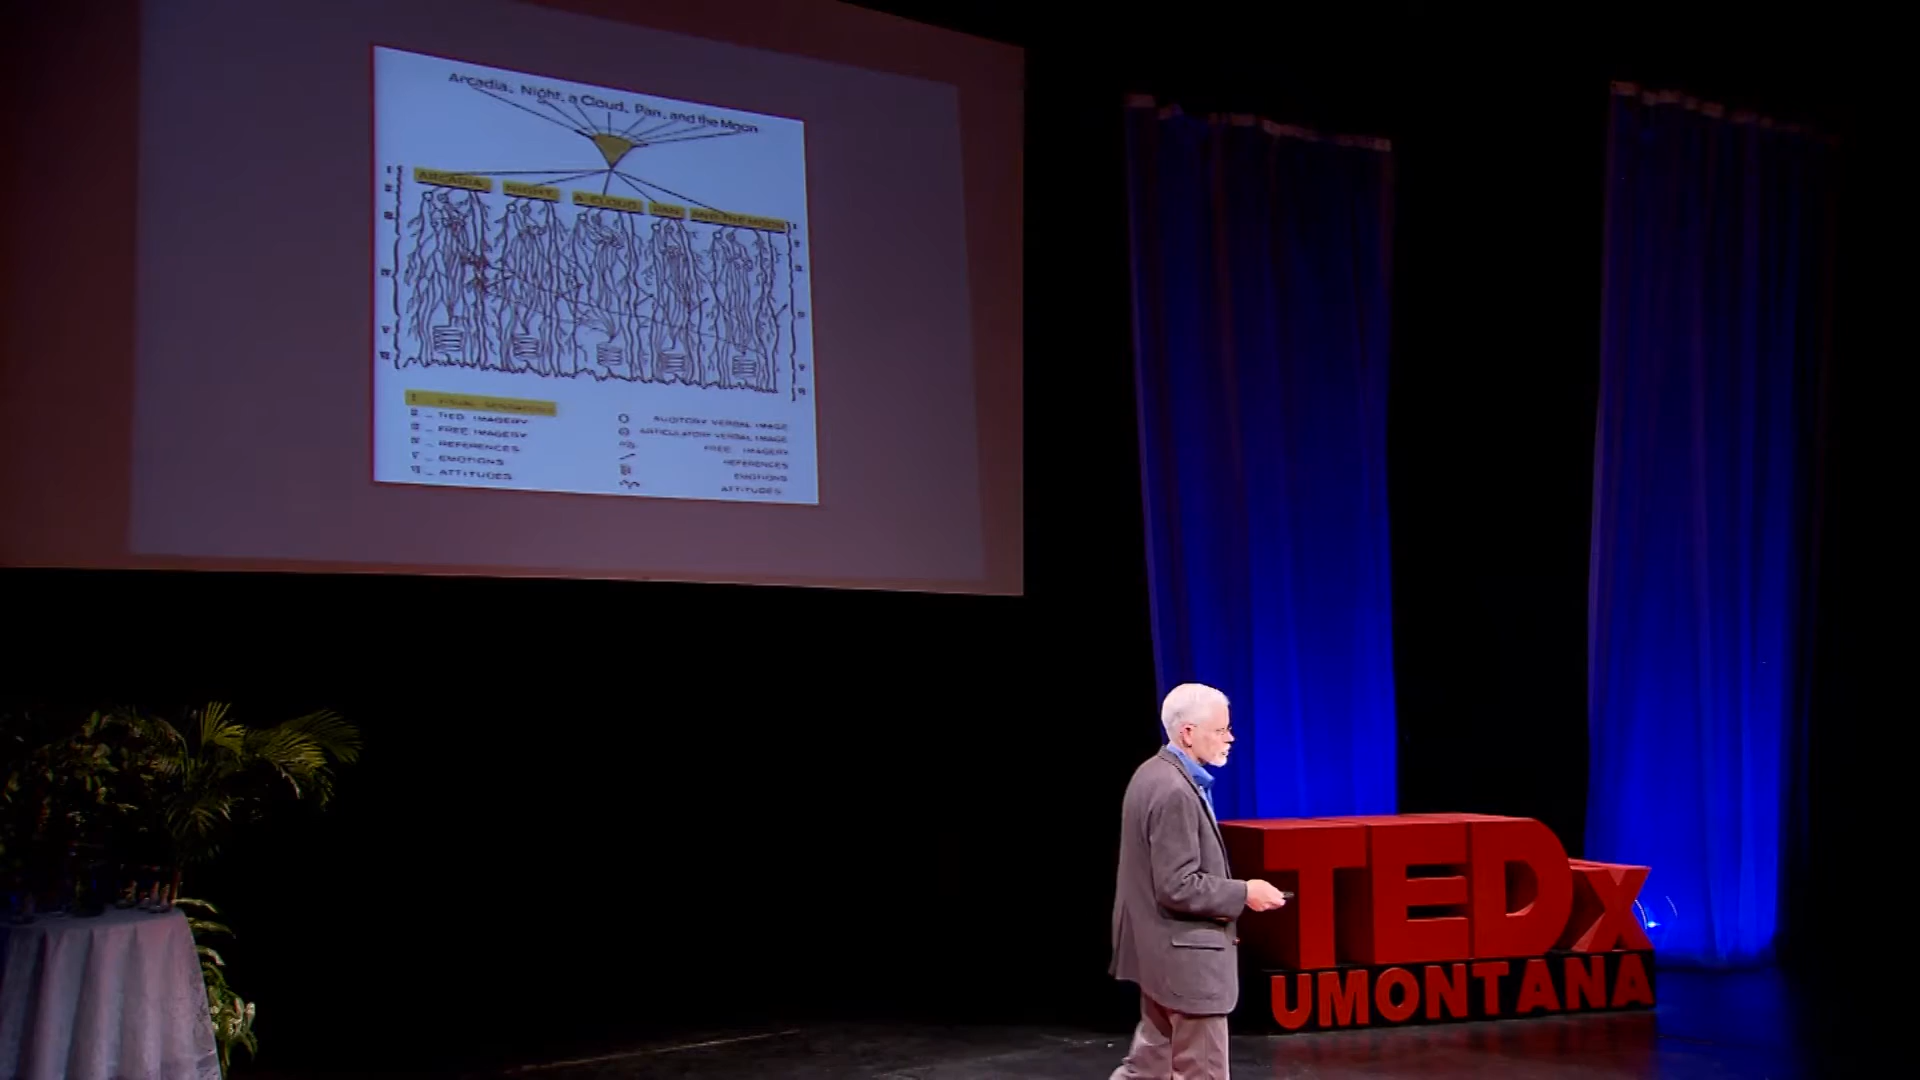 Arcadia, Night, a Cloud, Pan, and the Moon
ARCADIA NIGHT A CLOUD PAN AND THE MOON
I VISUAL SENSATIONS
II _ TIED IMAGERY
III _ FREE IMAGERY
IV _ REFERENCES
V _ EMOTIONS
VI _ ATTITUDES
AUDITORY VERBAL IMAGE
ARTICULATORY VERBAL IMAGE
FREE IMAGERY
REFERENCES
EMOTIONS
ATTITUDES
TEDx
UMONTANA